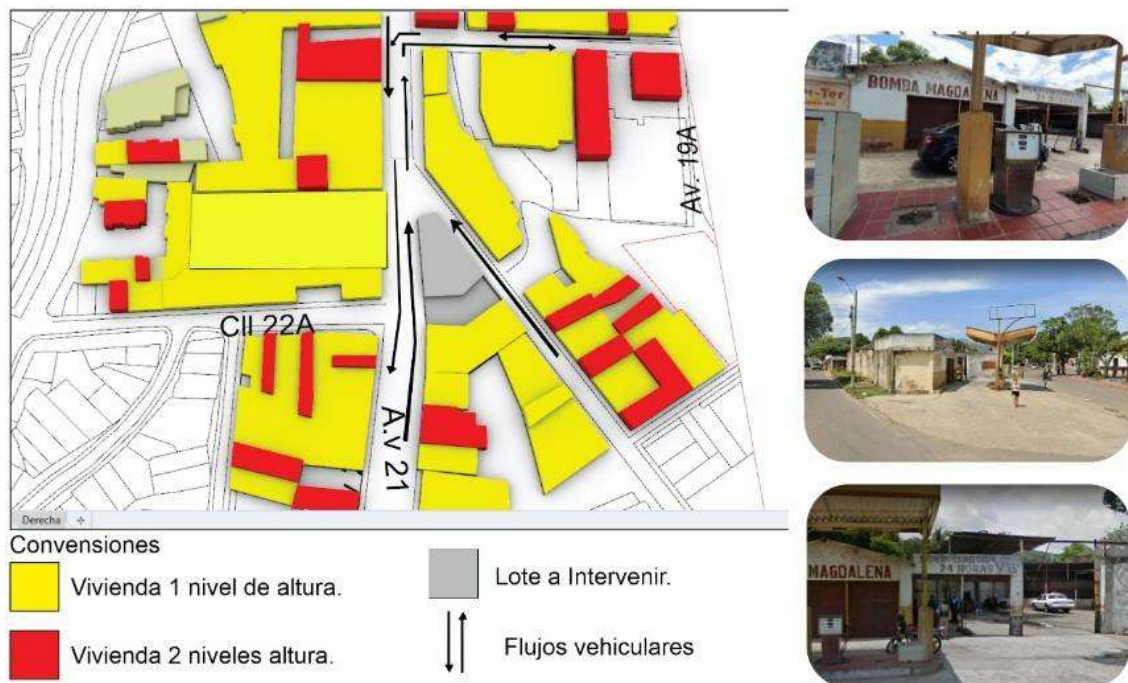 Av. 19A
Cll 22A
A.v 21
Derecha
Convensiones
Vivienda 1 nivel de altura.
Vivienda 2 niveles altura.
Lote a Intervenir.
Flujos vehiculares
BOMBA MAGDALENA
MAGDALENA
24 HORAS